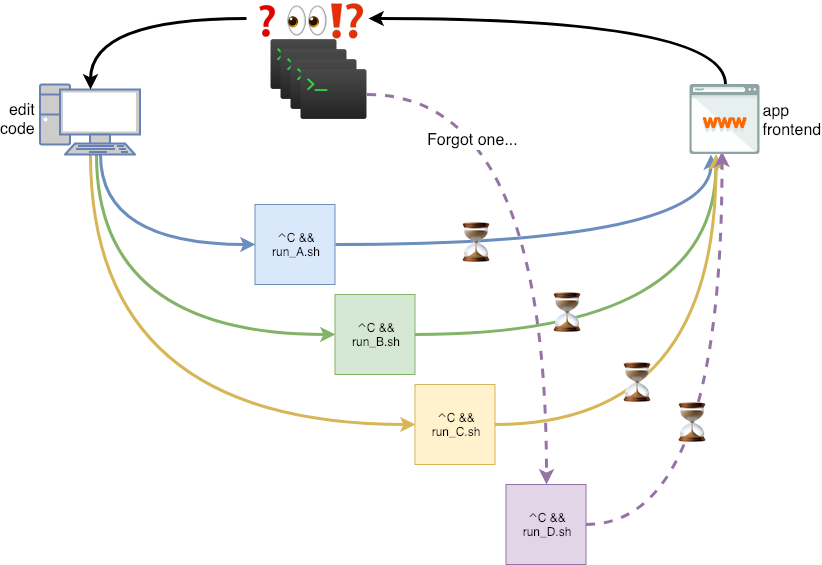 ❓👀⁉️
>_
edit
code
www
app
frontend
Forgot one...
^C &&
run_A.sh
^C &&
run_B.sh
^C &&
run_C.sh
^C &&
run_D.sh